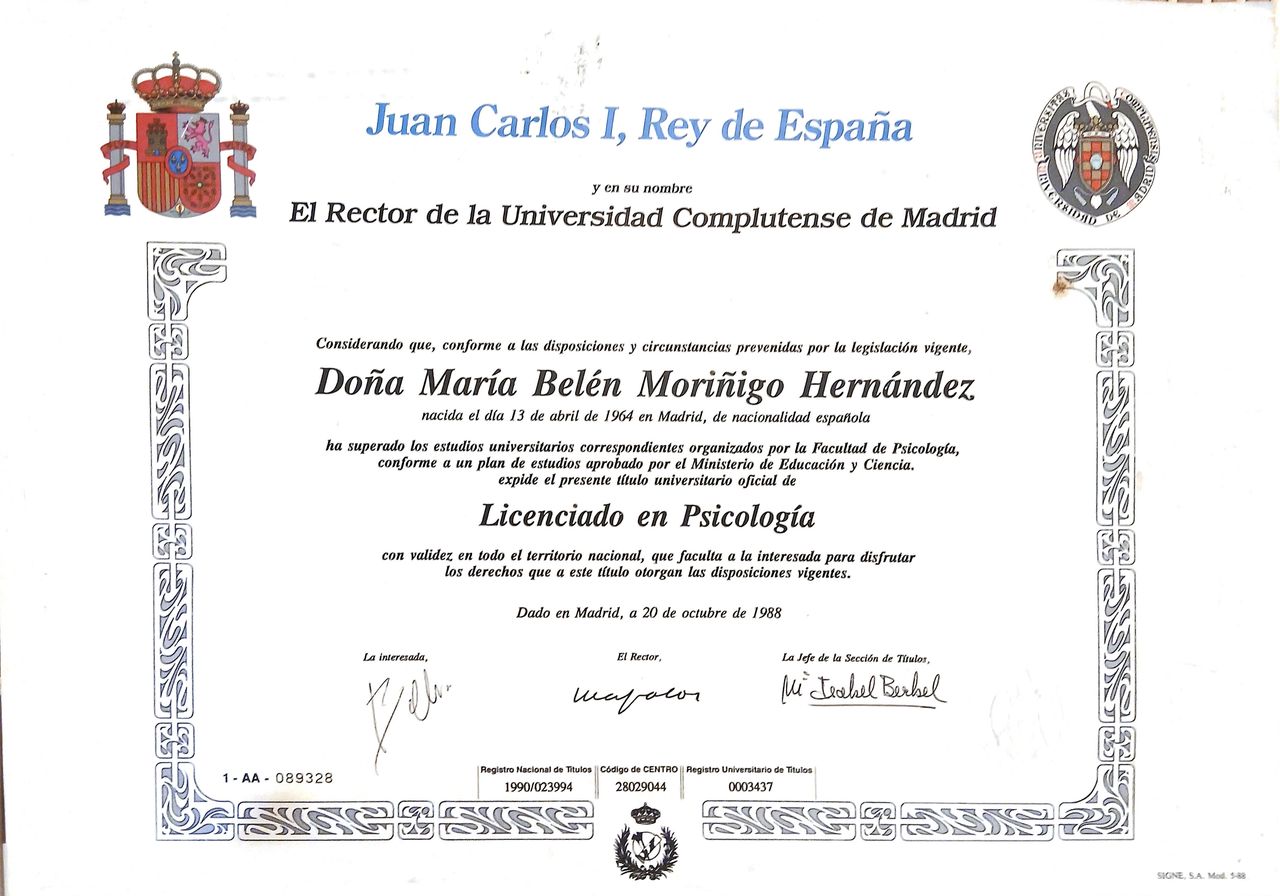 Juan Carlos I, Rey de España
y en su nombre
El Rector de la Universidad Complutense de Madrid
UNIVERSITAS COMPLUTENSIS
UNIVERSIDAD DE MADRID
Considerando que, conforme a las disposiciones y circunstancias prevenidas por la legislación vigente,
Doña María Belén Moriñigo Hernández
nacida el día 13 de abril de 1964 en Madrid, de nacionalidad española
ha superado los estudios universitarios correspondientes organizados por la Facultad de Psicología,
conforme a un plan de estudios aprobado por el Ministerio de Educación y Ciencia.
expide el presente título universitario oficial de
Licenciado en Psicología
con validez en todo el territorio nacional, que faculta a la interesada para disfrutar
los derechos que a este título otorgan las disposiciones vigentes.
Dado en Madrid, a 20 de octubre de 1988
La interesada, El Rector, La Jefe de la Sección de Títulos,
Mª Isabel
1 - AA - 089328
Registro Nacional de Titulos Código de CENTRO Registro Universitario de Titulos
1990/023994 28029044 0003437
SIGNE, S.A. Mod. 5-88